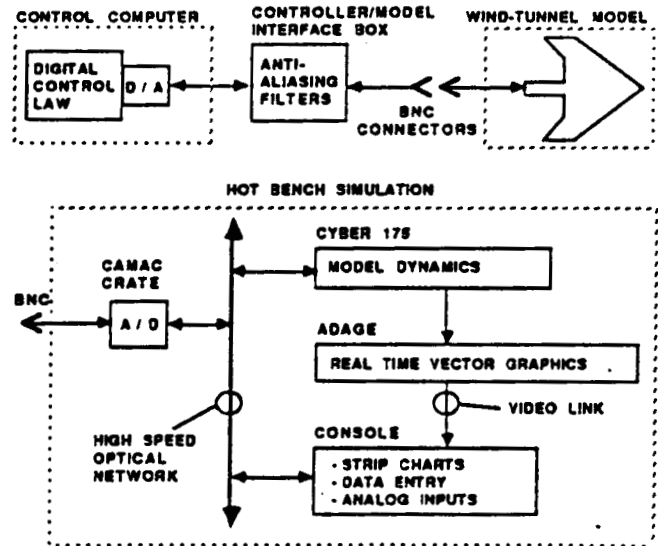 CONTROL COMPUTER
DIGITAL
CONTROL
LAW
D / A
CONTROLLER/MODEL
INTERFACE BOX
ANTI-
ALIASING
FILTERS
BNC
CONNECTORS
WIND-TUNNEL MODEL
HOT BENCH SIMULATION
BNC
CAMAC
CRATE
A / D
HIGH SPEED
OPTICAL
NETWORK
CYBER 175
MODEL DYNAMICS
ADAGE
REAL TIME VECTOR GRAPHICS
VIDEO LINK
CONSOLE
• STRIP CHARTS
• DATA ENTRY
• ANALOG INPUTS